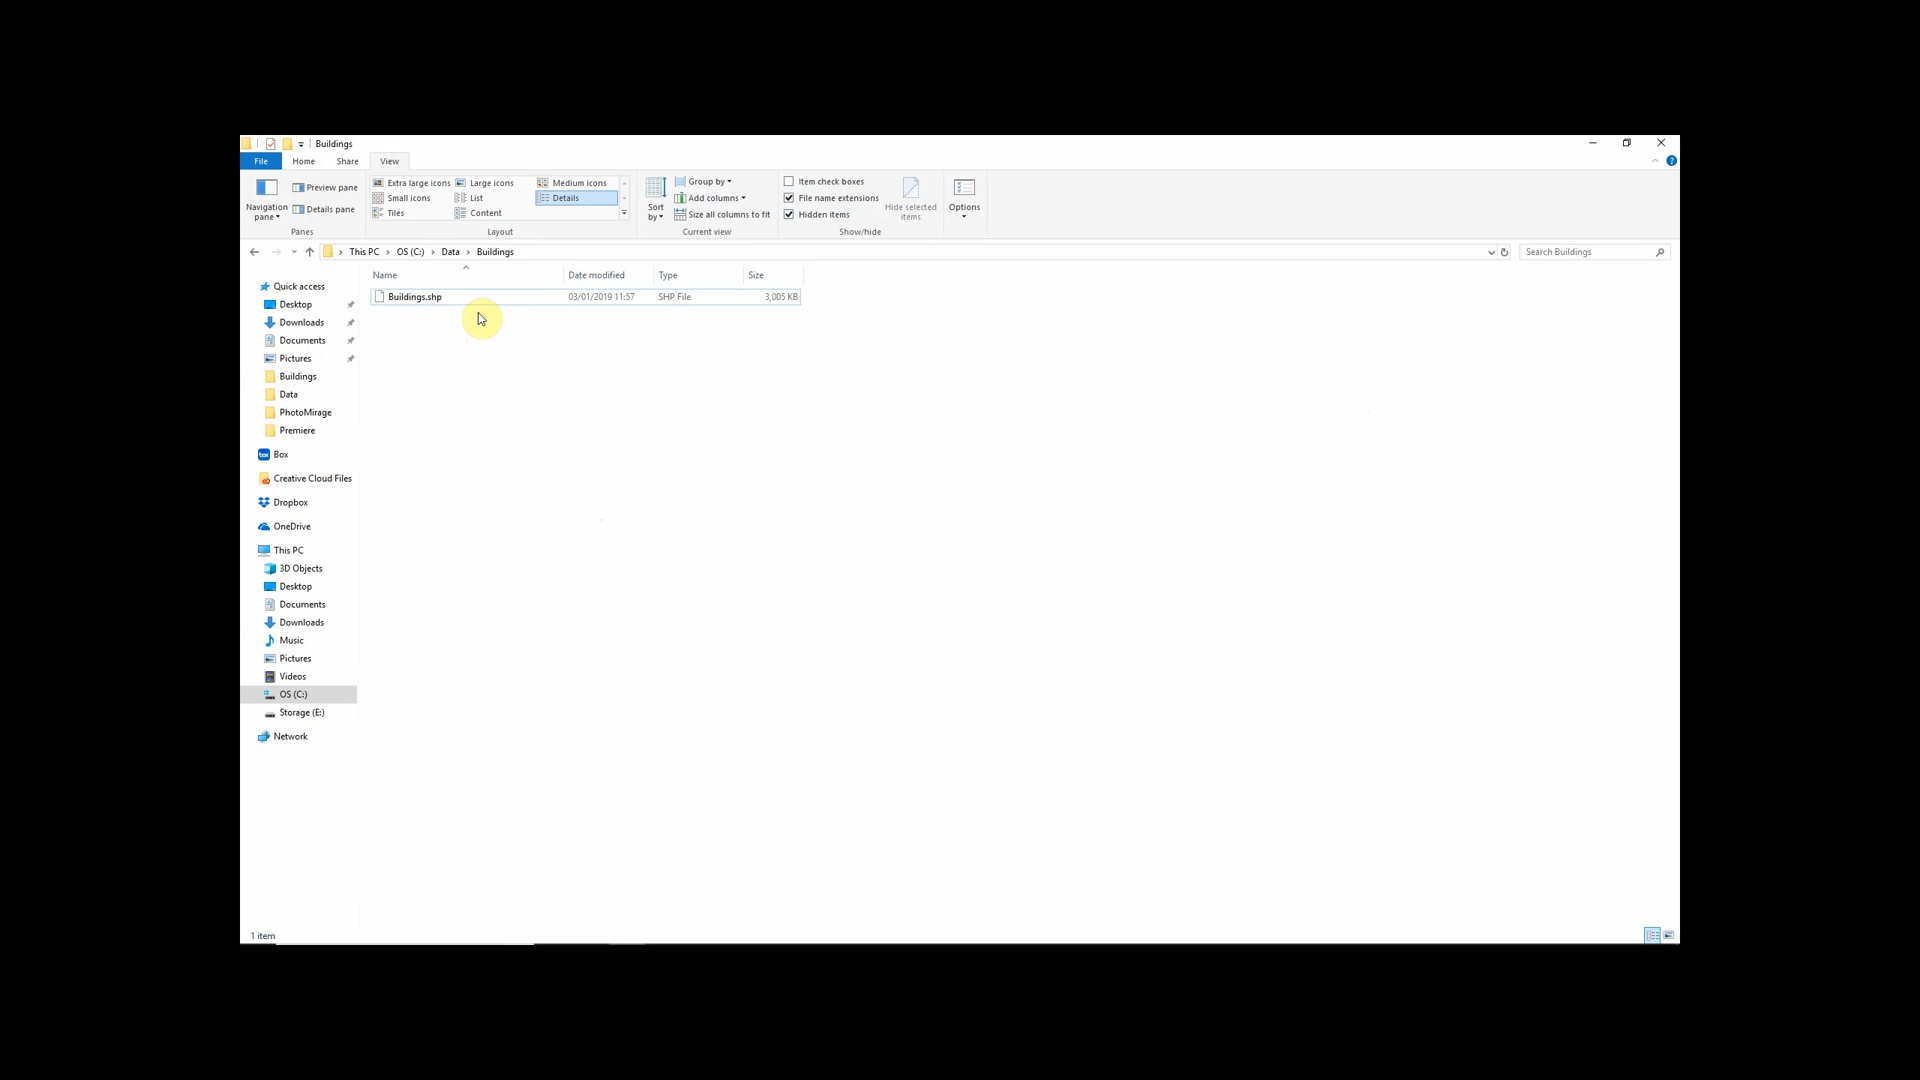 Buildings
File Home Share View
Navigation pane
Preview pane
Details pane
Panes
Extra large icons Large icons Medium icons
Small icons List Details
Tiles Content
Layout
Sort by
Group by
Add columns
Size all columns to fit
Current view
Item check boxes
File name extensions
Hidden items
Hide selected items
Show/hide
Options
This PC > OS (C:) > Data > Buildings
Search Buildings
Name Date modified Type Size
Buildings.shp 03/01/2019 11:57 SHP File 3,005 KB
Quick access
Desktop
Downloads
Documents
Pictures
Buildings
Data
PhotoMirage
Premiere
box Box
Creative Cloud Files
Dropbox
OneDrive
This PC
3D Objects
Desktop
Documents
Downloads
Music
Pictures
Videos
OS (C:)
Storage (E:)
Network
1 item